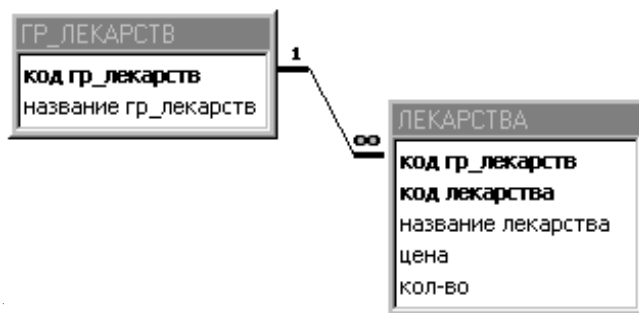 ГР_ЛЕКАРСТВ
код гр_лекарств
название гр_лекарств
1
∞
ЛЕКАРСТВА
код гр_лекарств
код лекарства
название лекарства
цена
кол-во